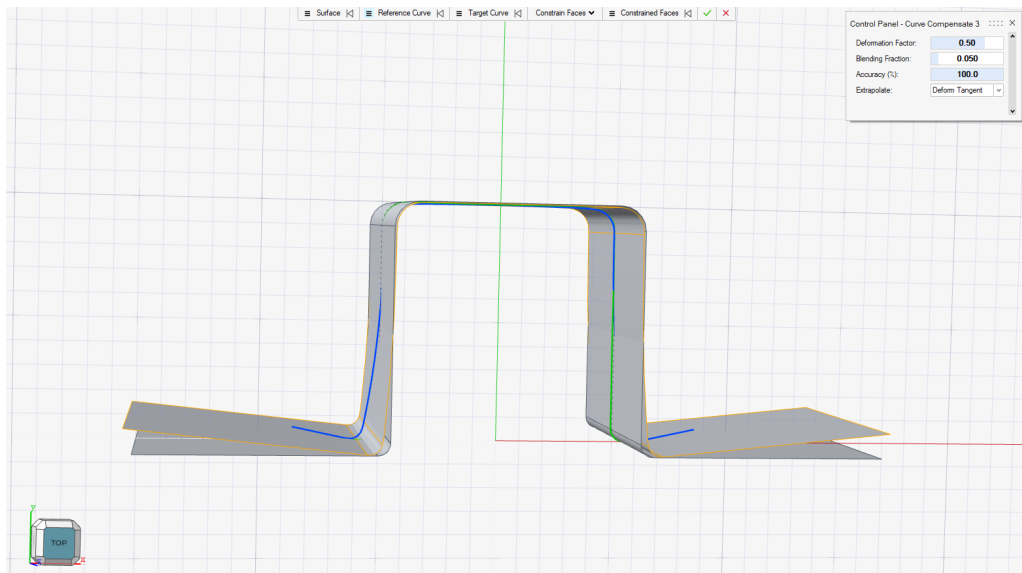 Surface Reference Curve Target Curve Constrain Faces Constrained Faces
Control Panel - Curve Compensate 3
Deformation Factor: 0.50
Blending Fraction: 0.050
Accuracy (%): 100.0
Extrapolate: Deform Tangent
y
TOP
x